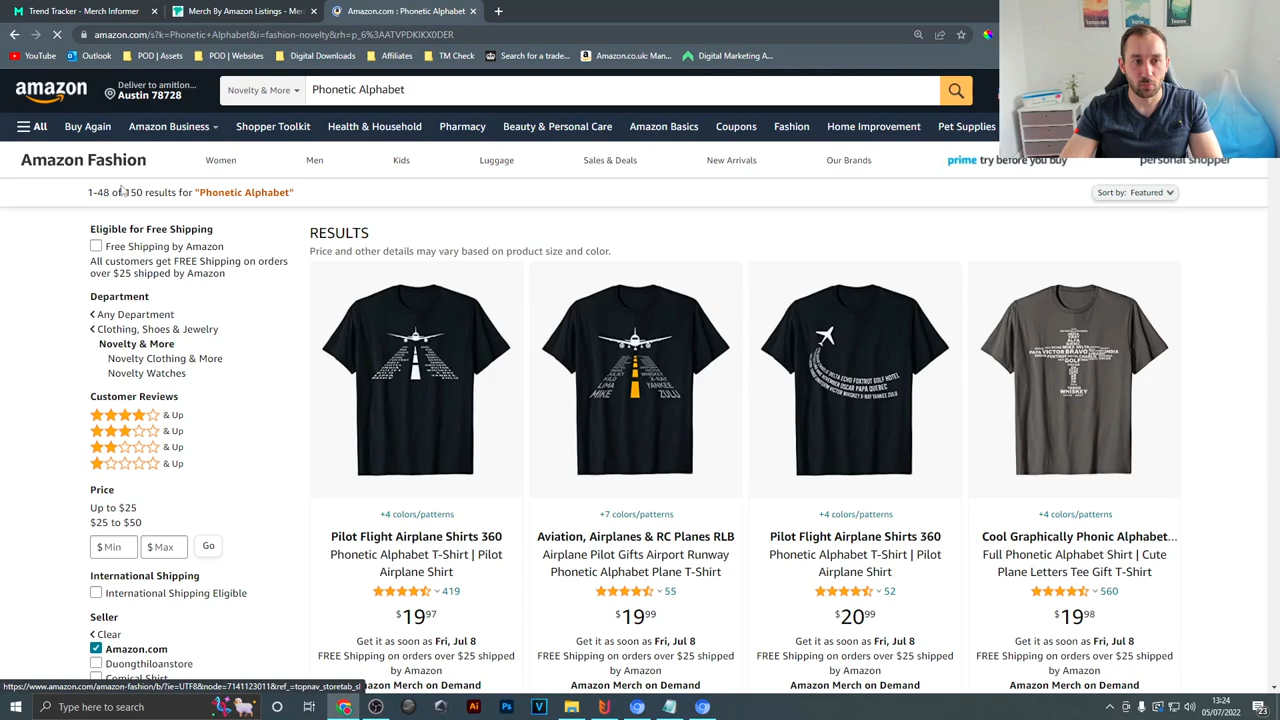 Trend Tracker - Merch Informer
Merch By Amazon Listings - Mer
Amazon.com : Phonetic Alphabet
amazon.com/s?k=Phonetic+Alphabet&i=fashion-novelty&rh=p_6%3AATVPDKIKX0DER
YouTube
Outlook
POD | Assets
POD | Websites
Digital Downloads
Affiliates
TM Check
Search for a trade...
Amazon.co.uk: Man...
Digital Marketing A...
amazon
Deliver to amitlon...
Austin 78728
Novelty & More
Phonetic Alphabet
All
Buy Again
Amazon Business
Shopper Toolkit
Health & Household
Pharmacy
Beauty & Personal Care
Amazon Basics
Coupons
Fashion
Home Improvement
Pet Supplies
Amazon Fashion
Women
Men
Kids
Luggage
Sales & Deals
New Arrivals
Our Brands
prime try before you buy
personal shopper
1-48 of 150 results for "Phonetic Alphabet"
Sort by: Featured
Eligible for Free Shipping
Free Shipping by Amazon
All customers get FREE Shipping on orders
over $25 shipped by Amazon
Department
Any Department
Clothing, Shoes & Jewelry
Novelty & More
Novelty Clothing & More
Novelty Watches
Customer Reviews
& Up
& Up
& Up
& Up
Price
Up to $25
$25 to $50
$ Min
$ Max
Go
International Shipping
International Shipping Eligible
Seller
Clear
Amazon.com
Duongthiloanstore
Comical Shirt
RESULTS
Price and other details may vary based on product size and color.
+4 colors/patterns
Pilot Flight Airplane Shirts 360
Phonetic Alphabet T-Shirt | Pilot
Airplane Shirt
419
$19.97
Get it as soon as Fri, Jul 8
FREE Shipping on orders over $25 shipped
by Amazon
Amazon Merch on Demand
LIMA
MIKE
X-RAY
YANKEE
ZULU
+7 colors/patterns
Aviation, Airplanes & RC Planes RLB
Airplane Pilot Gifts Airport Runway
Phonetic Alphabet Plane T-Shirt
55
$19.99
Get it as soon as Fri, Jul 8
FREE Shipping on orders over $25 shipped
by Amazon
Amazon Merch on Demand
+4 colors/patterns
Pilot Flight Airplane Shirts 360
Phonetic Alphabet T-Shirt | Pilot
Airplane Shirt
52
$20.99
Get it as soon as Fri, Jul 8
FREE Shipping on orders over $25 shipped
by Amazon
Amazon Merch on Demand
PAPA VICTOR BRAVO INDIA
GOLF
WHISKEY
+4 colors/patterns
Cool Graphically Phonic Alphabet...
Full Phonetic Alphabet Shirt | Cute
Plane Letters Tee Gift T-Shirt
560
$19.98
Get it as soon as Fri, Jul 8
FREE Shipping on orders over $25 shipped
by Amazon
Amazon Merch on Demand
https://www.amazon.com/amazon-fashion/b/?ie=UTF8&node=7141123011&ref_=topnav_storetab_sl
Type here to search
13:24
05/07/2022
23